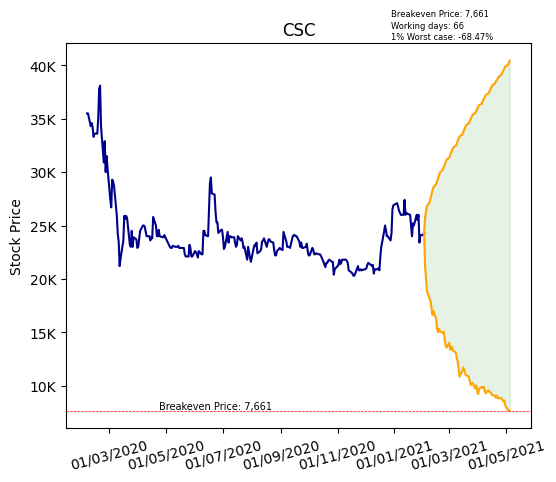 Breakeven Price: 7,661
Working days: 66
1% Worst case: -68.47%
CSC
Stock Price
40K
35K
30K
25K
20K
15K
10K
Breakeven Price: 7,661
01/03/2020 01/05/2020 01/07/2020 01/09/2020 01/11/2020 01/01/2021 01/03/2021 01/05/2021